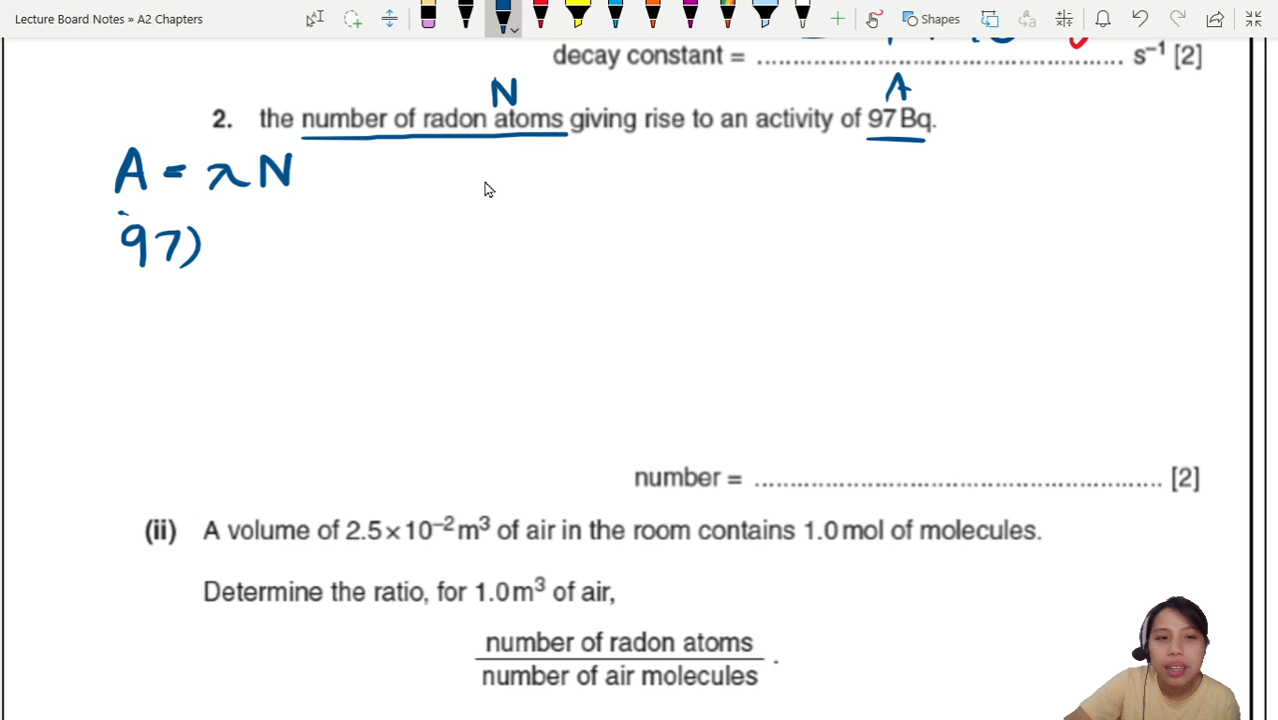 Lecture Board Notes » A2 Chapters
Shapes
decay constant = ............................................................ s⁻¹ [2]
N
A
2. the number of radon atoms giving rise to an activity of 97 Bq.
A = λN
97)
number = ............................................................ [2]
(ii) A volume of 2.5×10⁻² m³ of air in the room contains 1.0 mol of molecules.
Determine the ratio, for 1.0 m³ of air,
number of radon atoms
number of air molecules .